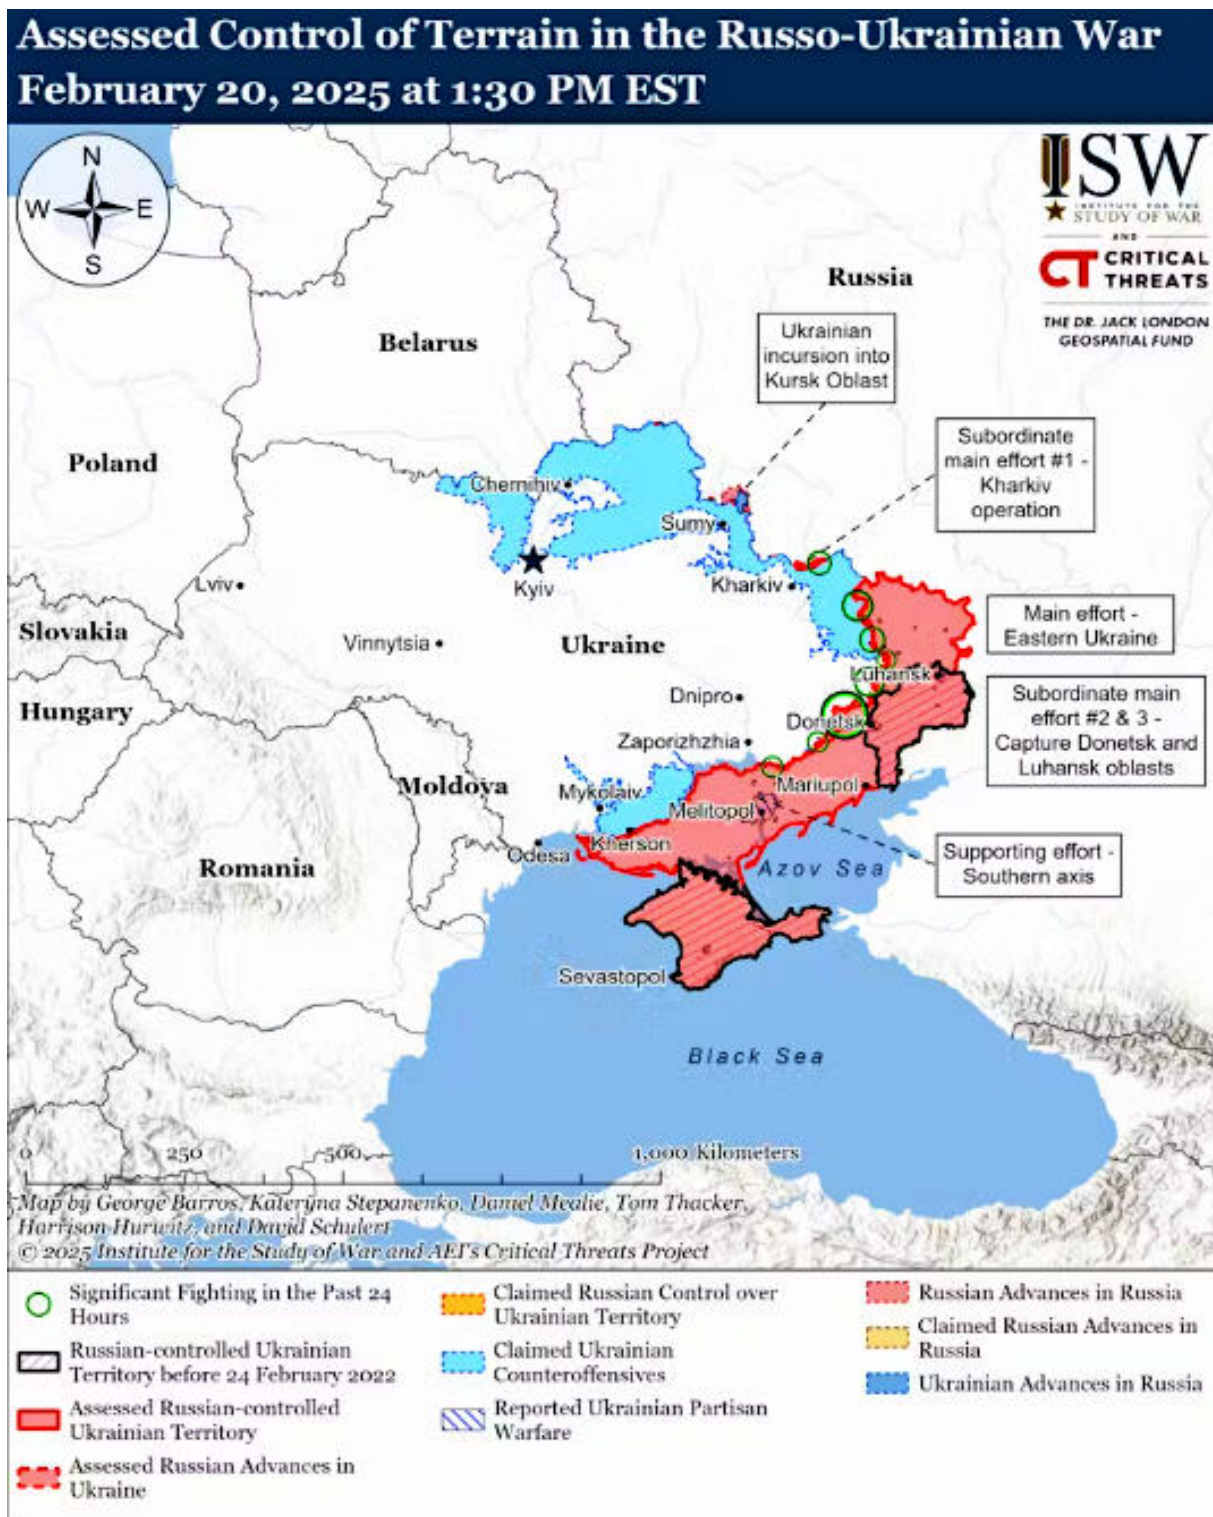 Assessed Control of Terrain in the Russo-Ukrainian War
February 20, 2025 at 1:30 PM EST
N
W
E
S
ISW
INSTITUTE FOR THE
STUDY OF WAR
AND
CT CRITICAL
THREATS
THE DR. JACK LONDON
GEOSPATIAL FUND
Russia
Belarus
Ukrainian
incursion into
Kursk Oblast
Subordinate
main effort #1 -
Kharkiv
operation
Poland
Chernihiv
Sumy
Kyiv
Kharkiv
Lviv
Main effort -
Eastern Ukraine
Slovakia
Vinnytsia
Ukraine
Luhansk
Subordinate main
effort #2 & 3 -
Capture Donetsk and
Luhansk oblasts
Hungary
Dnipro
Donetsk
Zaporizhzhia
Moldova
Mykolaiv
Mariupol
Melitopol
Kherson
Odesa
Supporting effort -
Southern axis
Romania
Azov Sea
Sevastopol
Black Sea
0 250 500 1,000 Kilometers
Map by George Barros, Kateryna Stepanenko, Daniel Mealie, Tom Thacker,
Harrison Hurwitz, and David Schulert
© 2025 Institute for the Study of War and AEI's Critical Threats Project
Significant Fighting in the Past 24
Hours
Russian-controlled Ukrainian
Territory before 24 February 2022
Assessed Russian-controlled
Ukrainian Territory
Assessed Russian Advances in
Ukraine
Claimed Russian Control over
Ukrainian Territory
Claimed Ukrainian
Counteroffensives
Reported Ukrainian Partisan
Warfare
Russian Advances in Russia
Claimed Russian Advances in
Russia
Ukrainian Advances in Russia